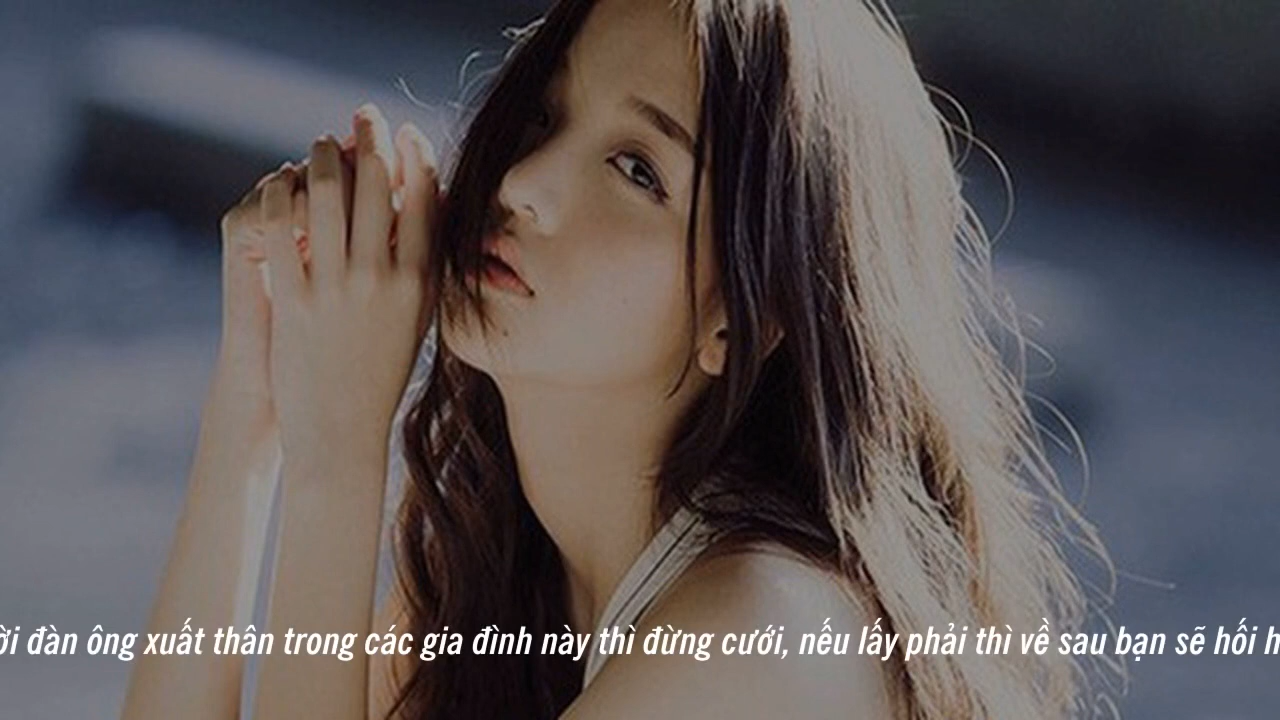 ời đàn ông xuất thân trong các gia đình này thì đừng cưới, nếu lấy phải thì về sau bạn sẽ hối h